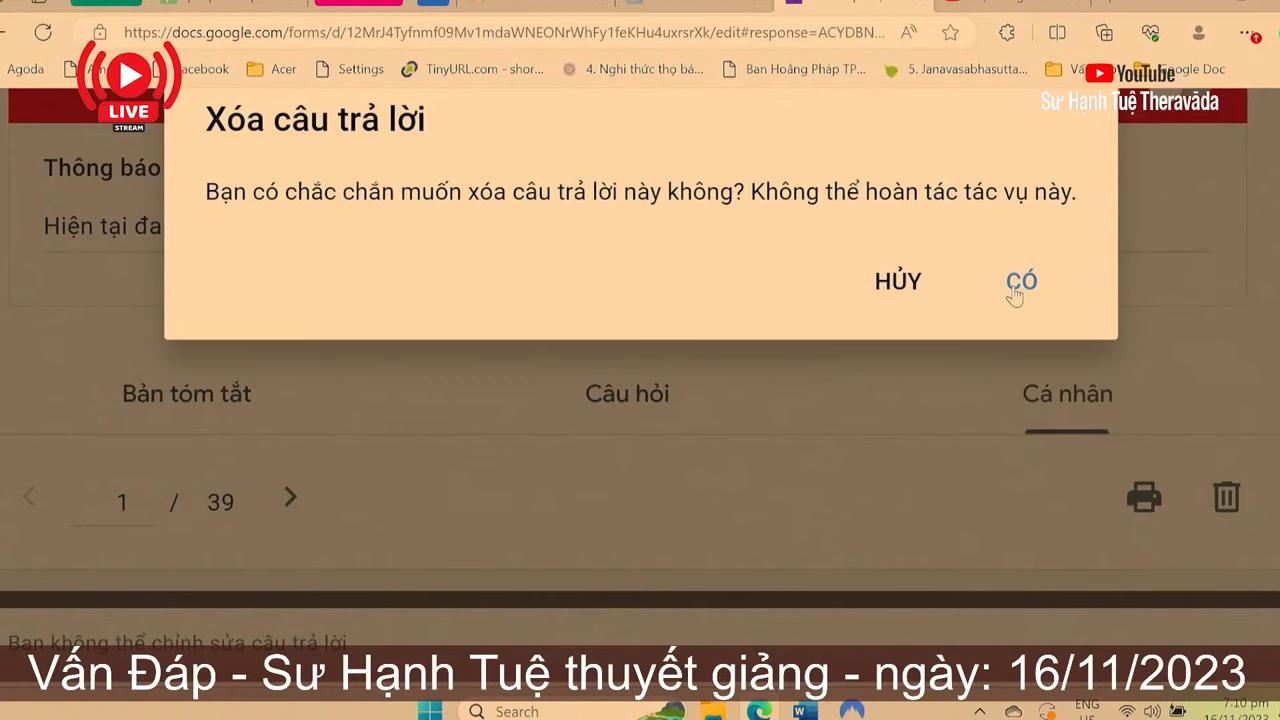 https://docs.google.com/forms/d/12MrJ4Tyfnmf09Mv1mdaWNEONrWhFy1feKHu4uxrsrXk/edit#response=ACYDBN...
Agoda
Facebook
Acer
Settings
TinyURL.com - shor...
4. Nghi thức thọ bá...
Ban Hoằng Pháp TP...
5. Janavasabhasutta...
Google Doc
LIVE
STREAM
YouTube
Sư Hạnh Tuệ Theravāda
Xóa câu trả lời
Thông báo
Bạn có chắc chắn muốn xóa câu trả lời này không? Không thể hoàn tác tác vụ này.
Hiện tại đa
HỦY
CÓ
Bản tóm tắt
Câu hỏi
Cá nhân
1 / 39
Bạn không thể chỉnh sửa câu trả lời
Vấn Đáp - Sư Hạnh Tuệ thuyết giảng - ngày: 16/11/2023
Search
ENG
US
7:10 pm
16/11/2023